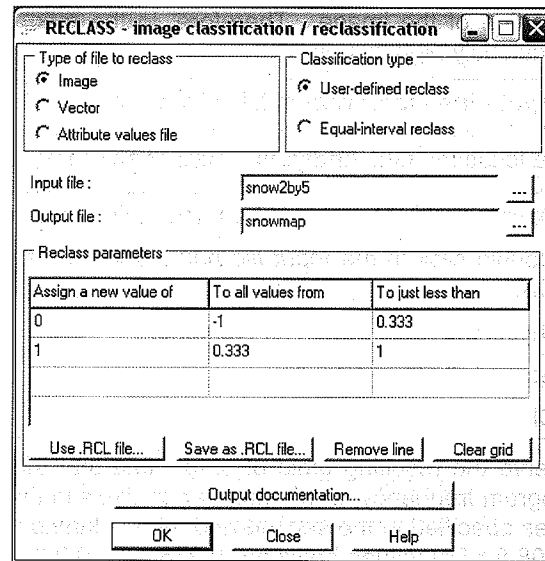 RECLASS - image classification / reclassification
Type of file to reclass
Image
Vector
Attribute values file
Classification type
User-defined reclass
Equal-interval reclass
Input file :
snow2by5
...
Output file :
snowmap
...
Reclass parameters
Assign a new value of To all values from To just less than
0 -1 0.333
1 0.333 1
Use .RCL file... Save as .RCL file... Remove line Clear grid
Output documentation...
OK Close Help